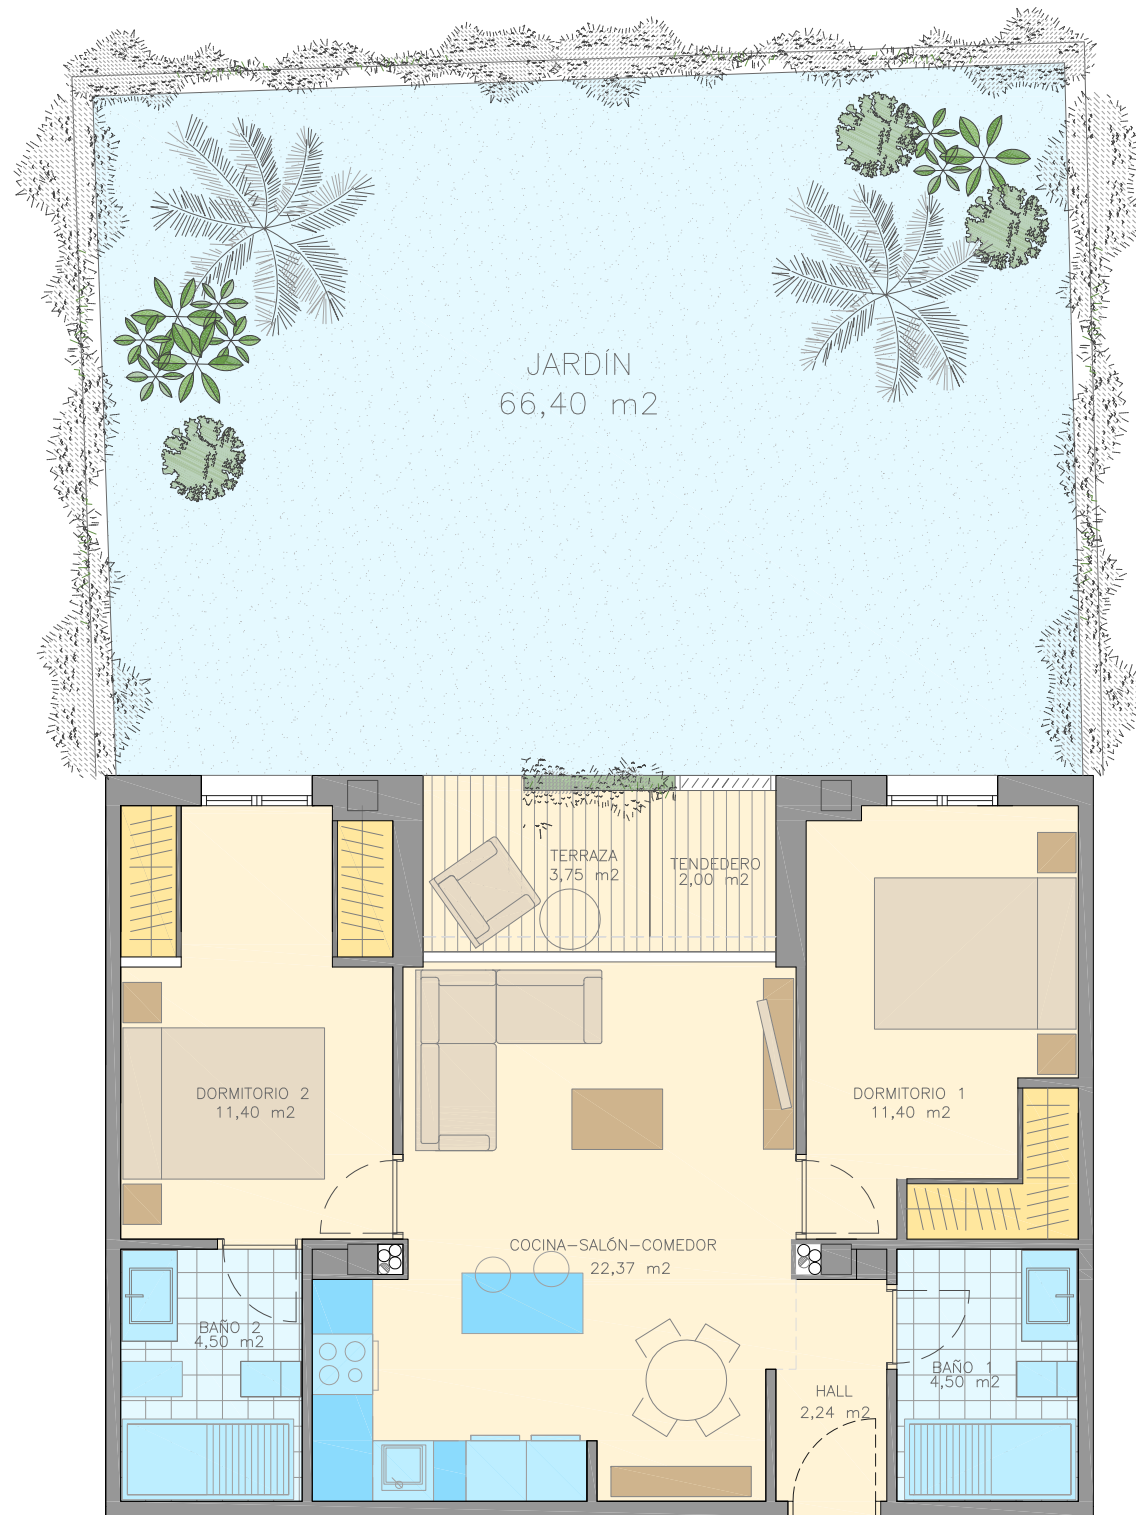 JARDÍN
66,40 m2
TERRAZA
3,75 m2
TENDEDERO
2,00 m2
DORMITORIO 2
11,40 m2
DORMITORIO 1
11,40 m2
COCINA-SALÓN-COMEDOR
22,37 m2
BAÑO 2
4,50 m2
BAÑO 1
4,50 m2
HALL
2,24 m2